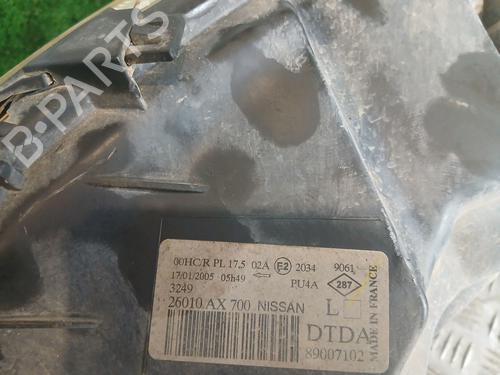 B-PARTS
00HC/R PL 17,5 02A E2 2034 9061
17/01/2005 05h49 PU4A 287
3249
26010.AX 700 NISSAN L
DTDA
89007102
MADE IN FRANCE